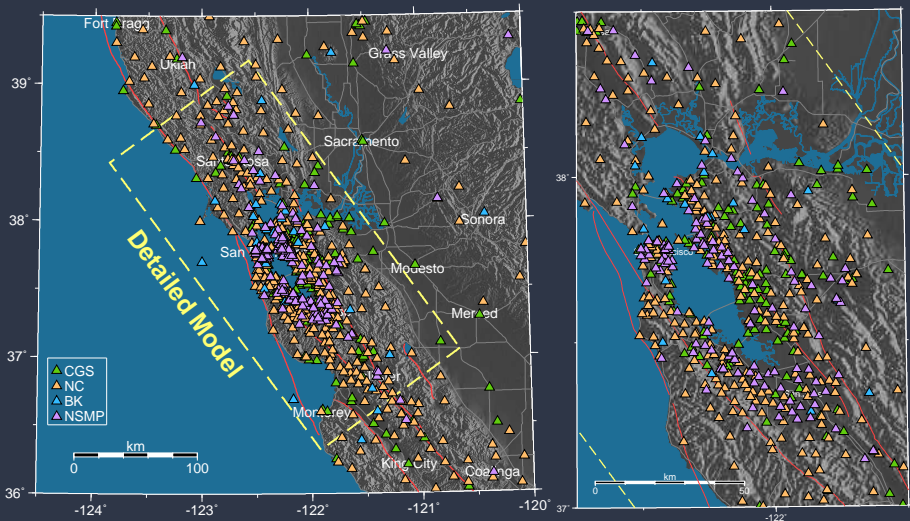 Fort Bragg
Grass Valley
Ukiah
39°
Sacramento
Santa Rosa
38°
Sonora
San
Modesto
Detailed Model
Merced
37°
CGS
NC
BK
NSMP
Monterey
km
King City
Coalinga
0
100
36°
-124°
-123°
-122°
-121°
-120°
38°
cisco
km
0
50
37°
-122°